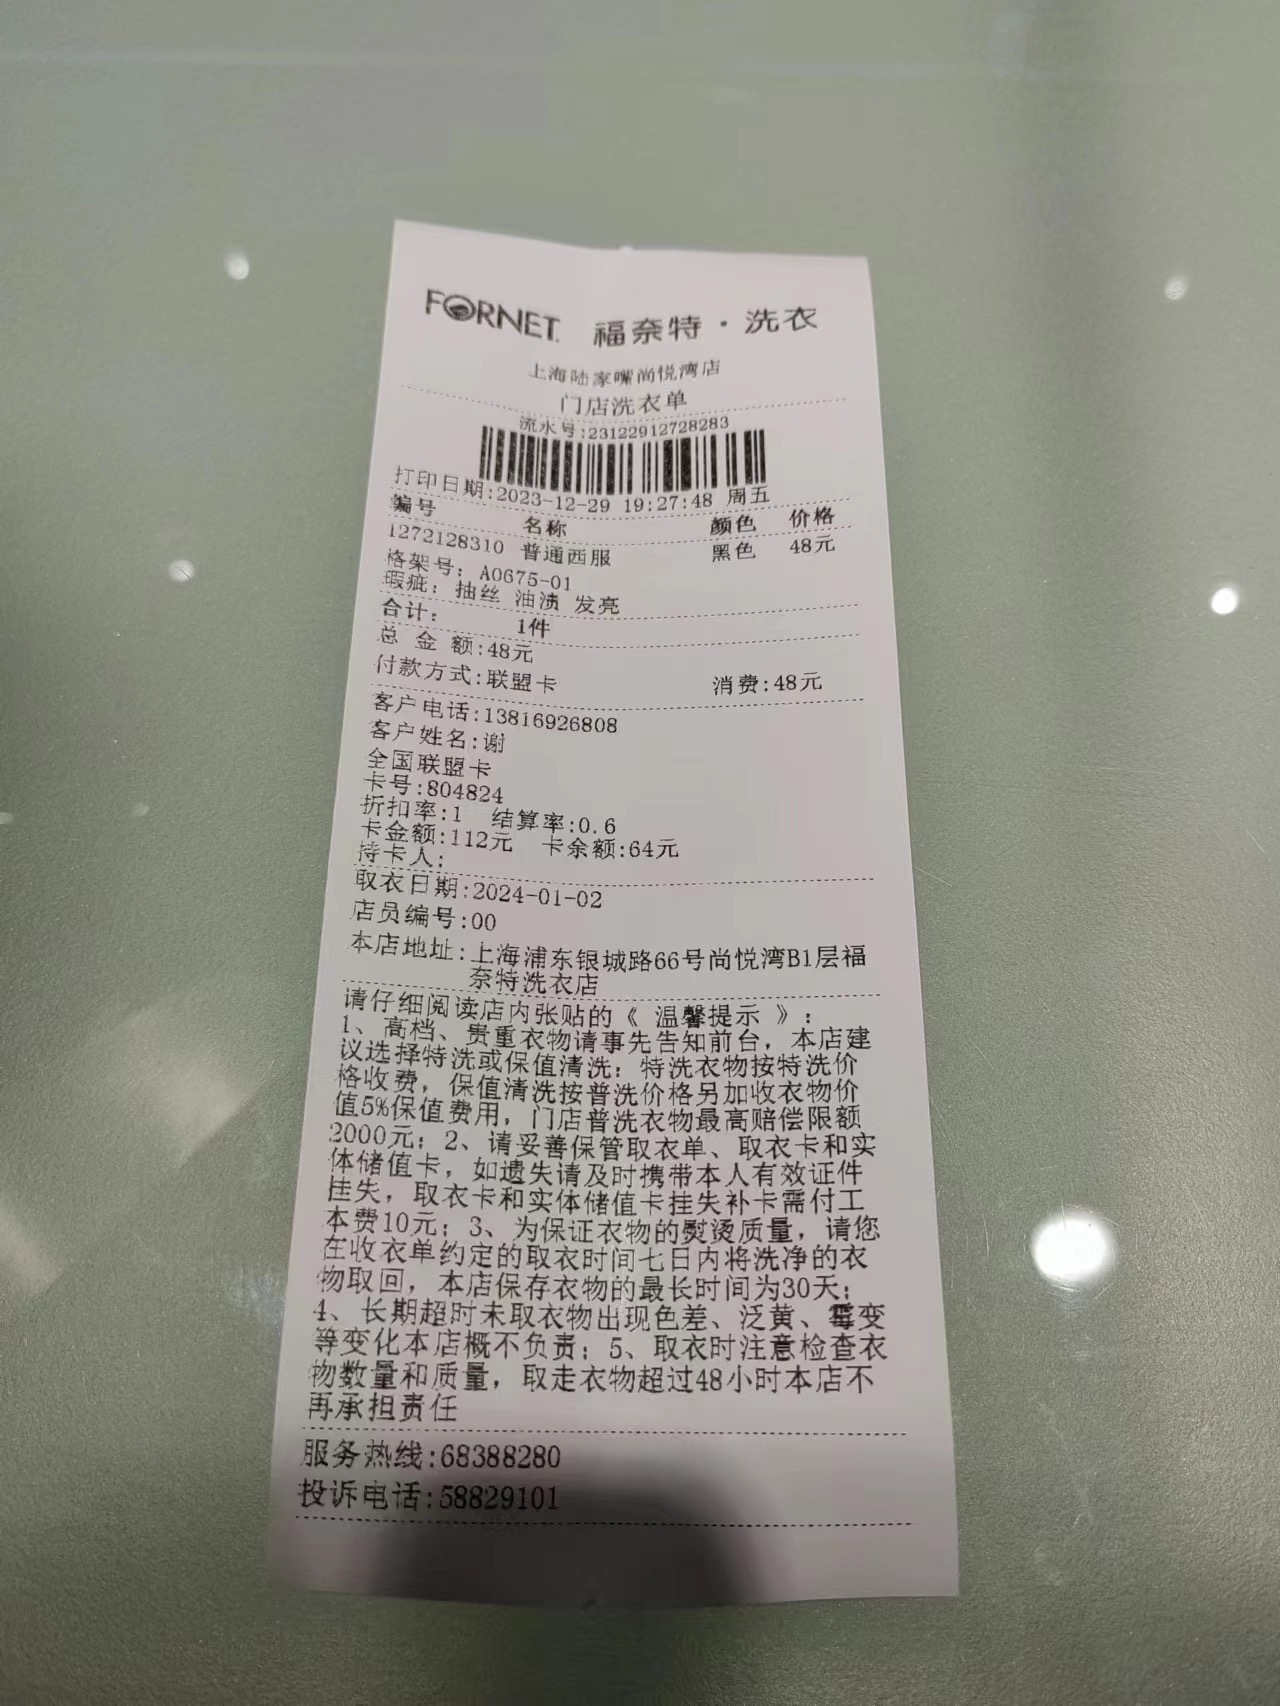 FORNET 福奈特·洗衣
上海陆家嘴尚悦湾店
门店洗衣单
流水号:23122912728283
打印日期:2023-12-29 19:27:48 周五
编号 名称 颜色 价格
1272128310 普通西服 黑色 48元
格架号: A0675-01
瑕疵: 抽丝 油渍 发亮
合计: 1件
总 金 额:48元
付款方式:联盟卡 消费:48元
客户电话:13816926808
客户姓名:谢
全国联盟卡
卡号:804824
折扣率:1 结算率:0.6
卡金额:112元 卡余额:64元
持卡人:
取衣日期:2024-01-02
店员编号:00
本店地址:上海浦东银城路66号尚悦湾B1层福
奈特洗衣店
请仔细阅读店内张贴的《 温馨提示 》:
1、高档、贵重衣物请事先告知前台，本店建
议选择特洗或保值清洗；特洗衣物按特洗价
格收费，保值清洗按普洗价格另加收衣物价
值5%保值费用，门店普洗衣物最高赔偿限额
2000元；2、请妥善保管取衣单、取衣卡和实
体储值卡，如遗失请及时携带本人有效证件
挂失，取衣卡和实体储值卡挂失补卡需付工
本费10元；3、为保证衣物的熨烫质量，请您
在收衣单约定的取衣时间七日内将洗净的衣
物取回，本店保存衣物的最长时间为30天；
4、长期超时未取衣物出现色差、泛黄、霉变
等变化本店概不负责；5、取衣时注意检查衣
物数量和质量，取走衣物超过48小时本店不
再承担责任
服务热线:68388280
投诉电话:58829101